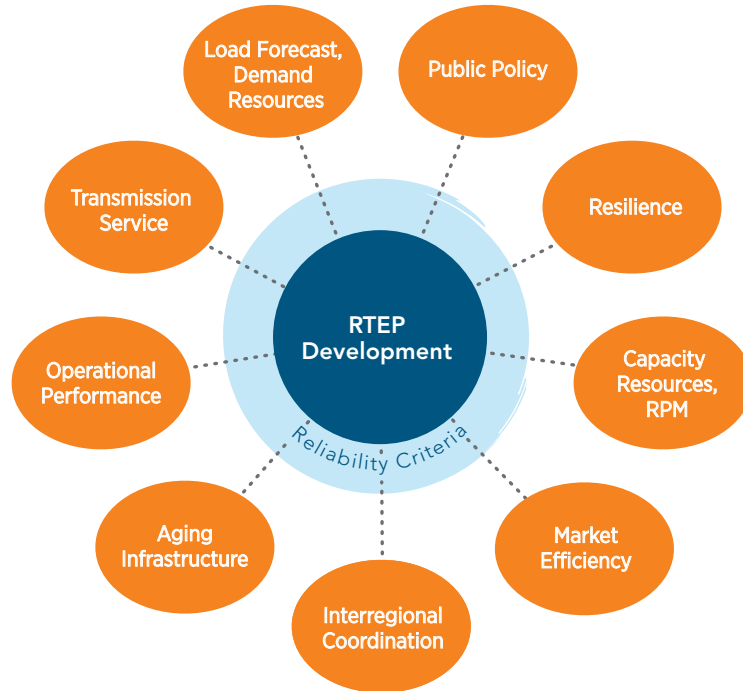 Load Forecast,
Demand
Resources
Public Policy
Transmission
Service
Resilience
RTEP
Development
Operational
Performance
Capacity
Resources,
RPM
Reliability Criteria
Aging
Infrastructure
Market
Efficiency
Interregional
Coordination